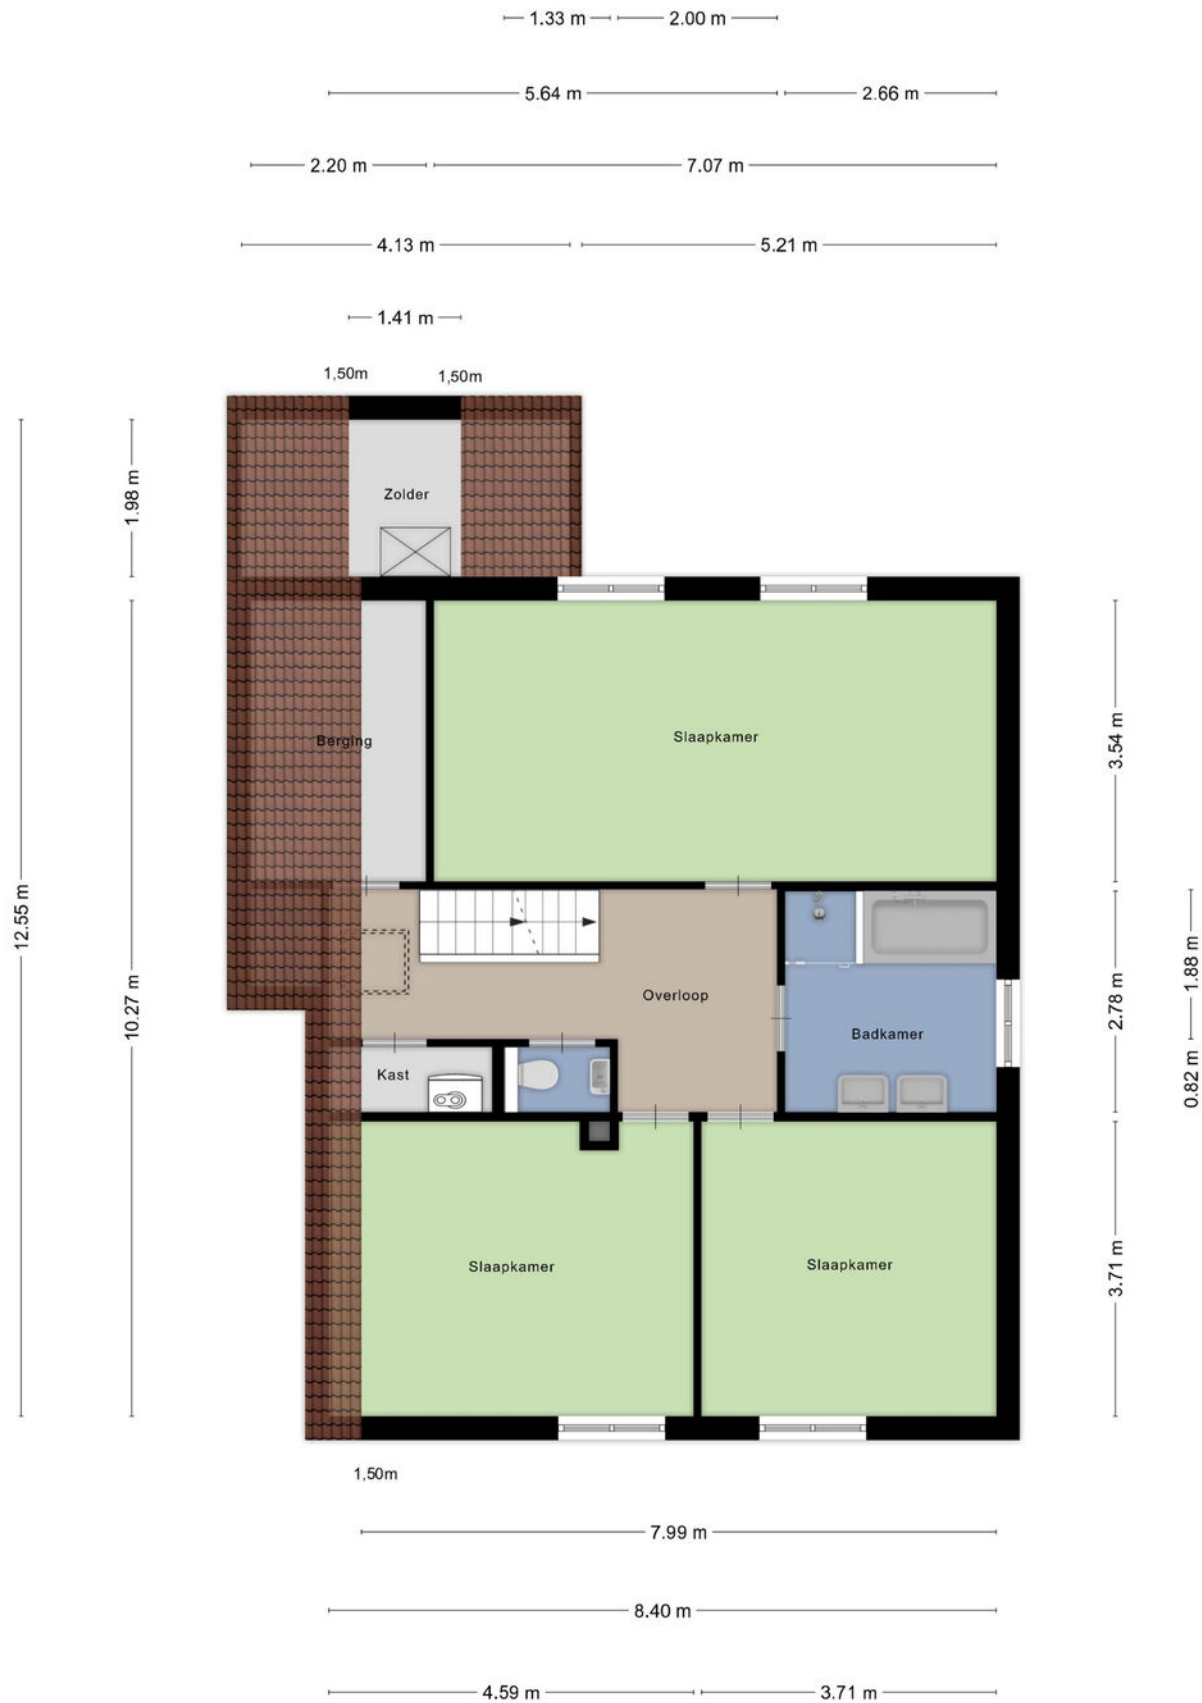 1.33 m
2.00 m
5.64 m
2.66 m
2.20 m
7.07 m
4.13 m
5.21 m
1.41 m
1,50m
1,50m
1.98 m
Zolder
3.54 m
Slaapkamer
Berging
12.55 m
10.27 m
2.78 m
1.88 m
Overloop
Badkamer
Kast
0.82 m
3.71 m
Slaapkamer
Slaapkamer
1,50m
7.99 m
8.40 m
4.59 m
3.71 m